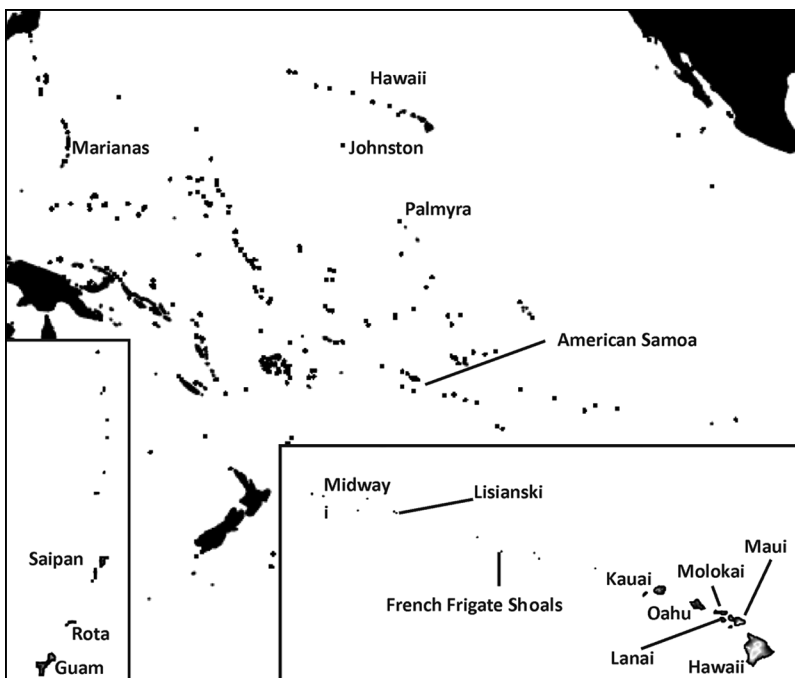 Hawaii
Marianas
Johnston
Palmyra
American Samoa
Midway
i
Lisianski
French Frigate Shoals
Kauai
Oahu
Molokai
Maui
Lanai
Hawaii
Saipan
Rota
Guam